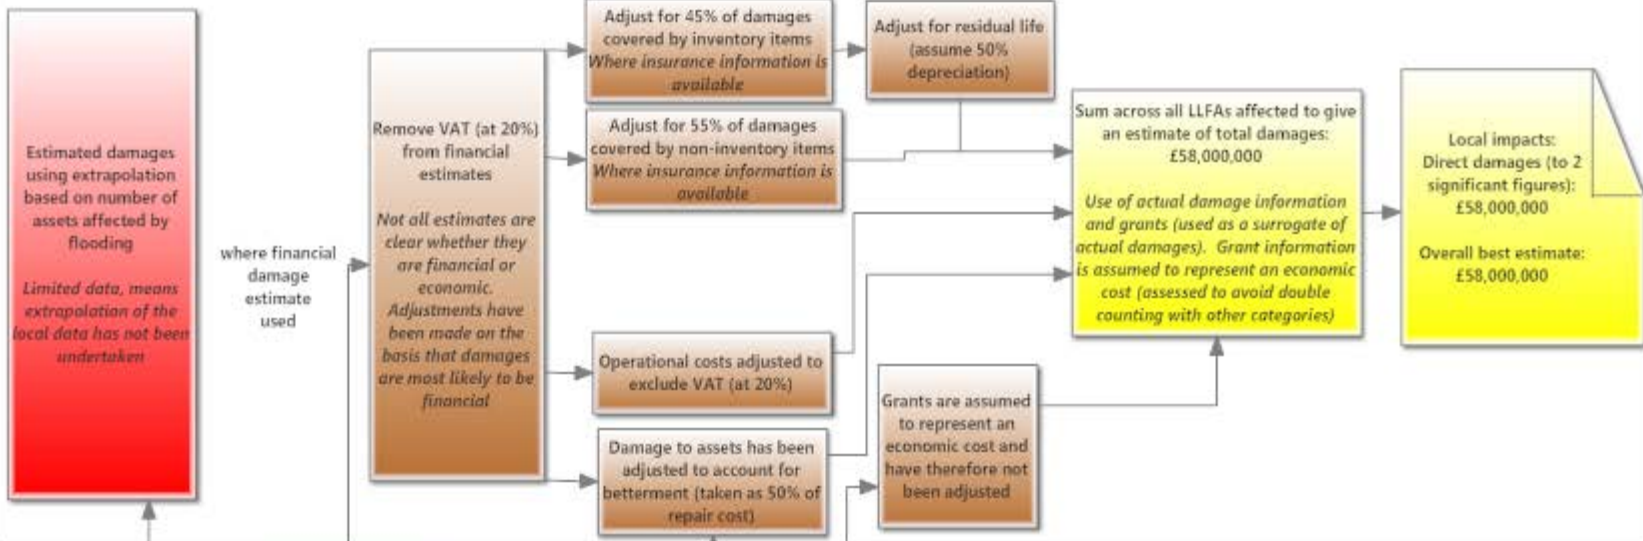 Estimated damages
using extrapolation
based on number of
assets affected by
flooding
Limited data, means
extrapolation of the
local data has not been
undertaken
where financial
damage
estimate
used
Remove VAT (at 20%)
from financial
estimates
Not all estimates are
clear whether they
are financial or
economic.
Adjustments have
been made on the
basis that damages
are most likely to be
financial
Adjust for 45% of damages
covered by inventory items
Where insurance information is
available
Adjust for residual life
(assume 50%
depreciation)
Adjust for 55% of damages
covered by non-inventory items
Where insurance information is
available
Operational costs adjusted to
exclude VAT (at 20%)
Damage to assets has been
adjusted to account for
betterment (taken as 50% of
repair cost)
Grants are assumed
to represent an
economic cost and
have therefore not
been adjusted
Sum across all LLFAs affected to give
an estimate of total damages:
£58,000,000
Use of actual damage information
and grants (used as a surrogate of
actual damages).  Grant information
is assumed to represent an economic
cost (assessed to avoid double
counting with other categories)
Local impacts:
Direct damages (to 2
significant figures):
£58,000,000
Overall best estimate:
£58,000,000